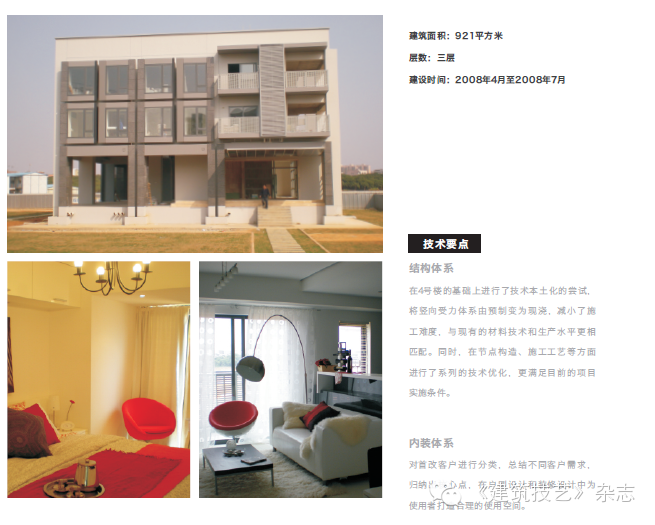 建筑面积：921平方米
层数：三层
建设时间：2008年4月至2008年7月
技术要点
结构体系
在4号楼的基础上进行了技术本土化的尝试，
将竖向受力体系由预制变为现浇，减小了施
工难度，与现有的材料技术和生产水平更相
匹配。同时，在节点构造、施工工艺等方面
进行了系列的技术优化，更满足目前的项目
实施条件。
内装体系
对首改客户进行分类，总结不同客户需求，
归纳 心点，在户型设计和装修设计中为
使用者打造合理的使用空间。
《建筑技艺》杂志